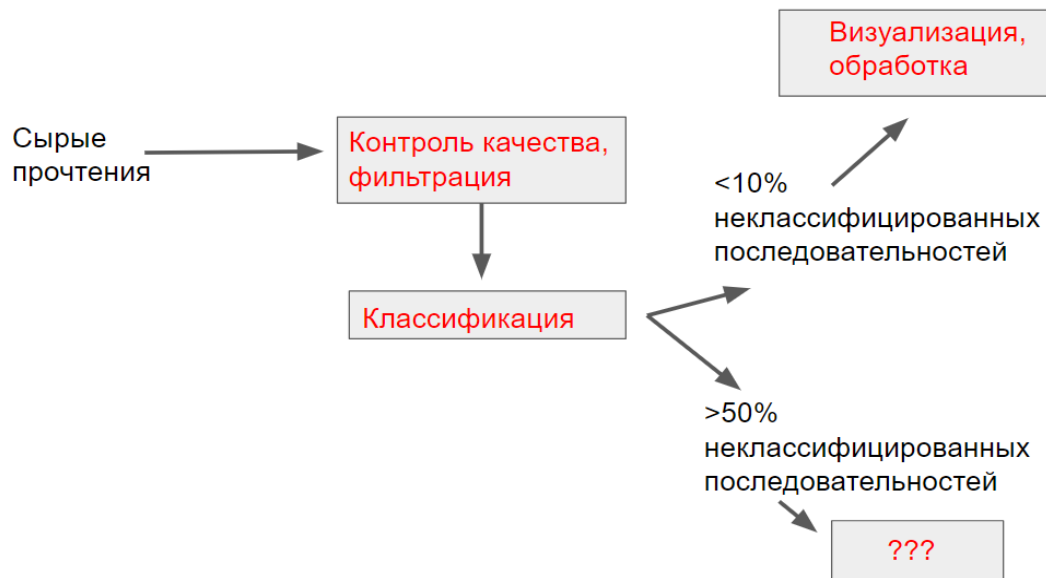 Сырые
прочтения
Контроль качества,
фильтрация
Классификация
<10%
неклассифицированных
последовательностей
Визуализация,
обработка
>50%
неклассифицированных
последовательностей
???